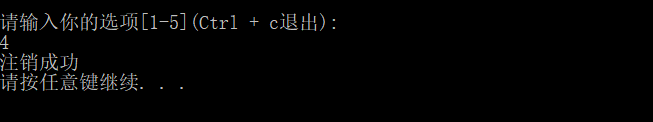 请输入你的选项[1-5](Ctrl + c退出):
4
注销成功
请按任意键继续. . .